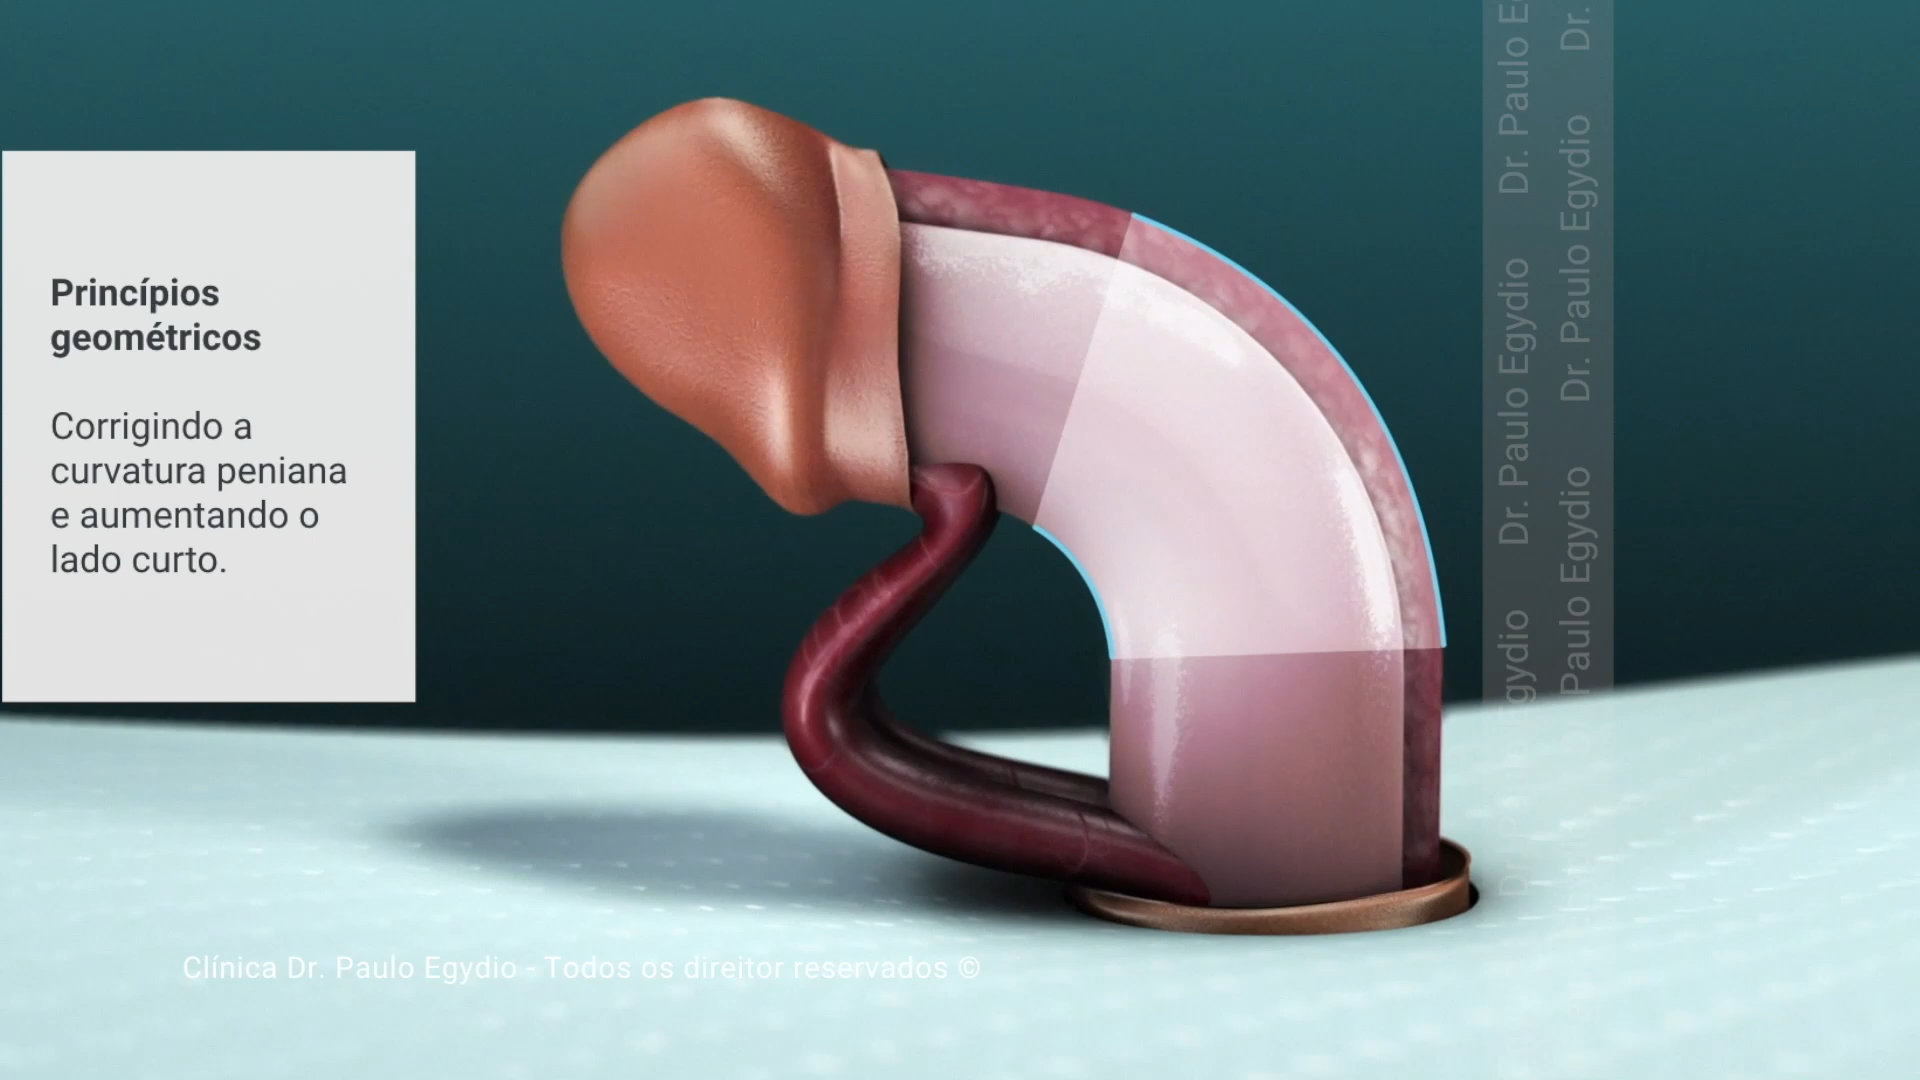 Princípios
geométricos
Corrigindo a
curvatura peniana
e aumentando o
lado curto.
Clínica Dr. Paulo Egydio - Todos os direitor reservados ©
Dr. Paulo Egydio Dr. Paulo Egydio
Dr. Paulo Egydio Dr. Paulo Egydio Dr.